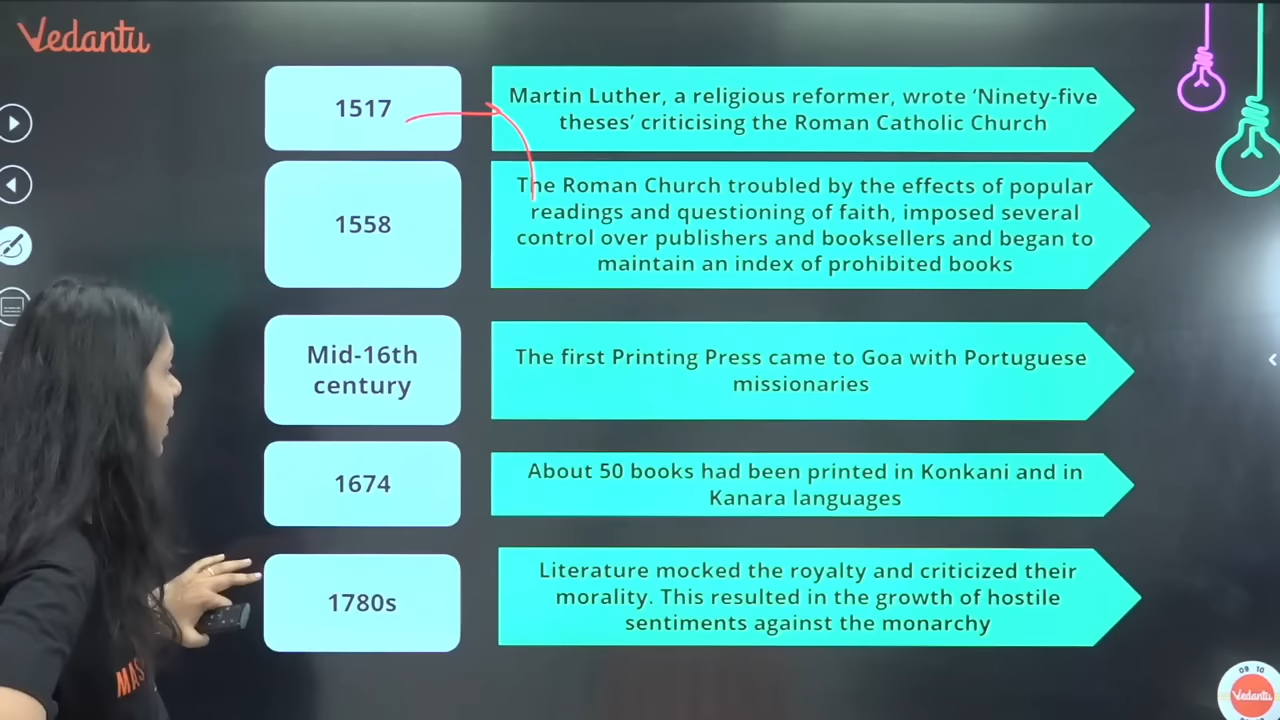 Vedantu
1517
Martin Luther, a religious reformer, wrote ‘Ninety-five
theses’ criticising the Roman Catholic Church
1558
The Roman Church troubled by the effects of popular
readings and questioning of faith, imposed several
control over publishers and booksellers and began to
maintain an index of prohibited books
Mid-16th
century
The first Printing Press came to Goa with Portuguese
missionaries
1674
About 50 books had been printed in Konkani and in
Kanara languages
1780s
Literature mocked the royalty and criticized their
morality. This resulted in the growth of hostile
sentiments against the monarchy
09 10
Vedantu